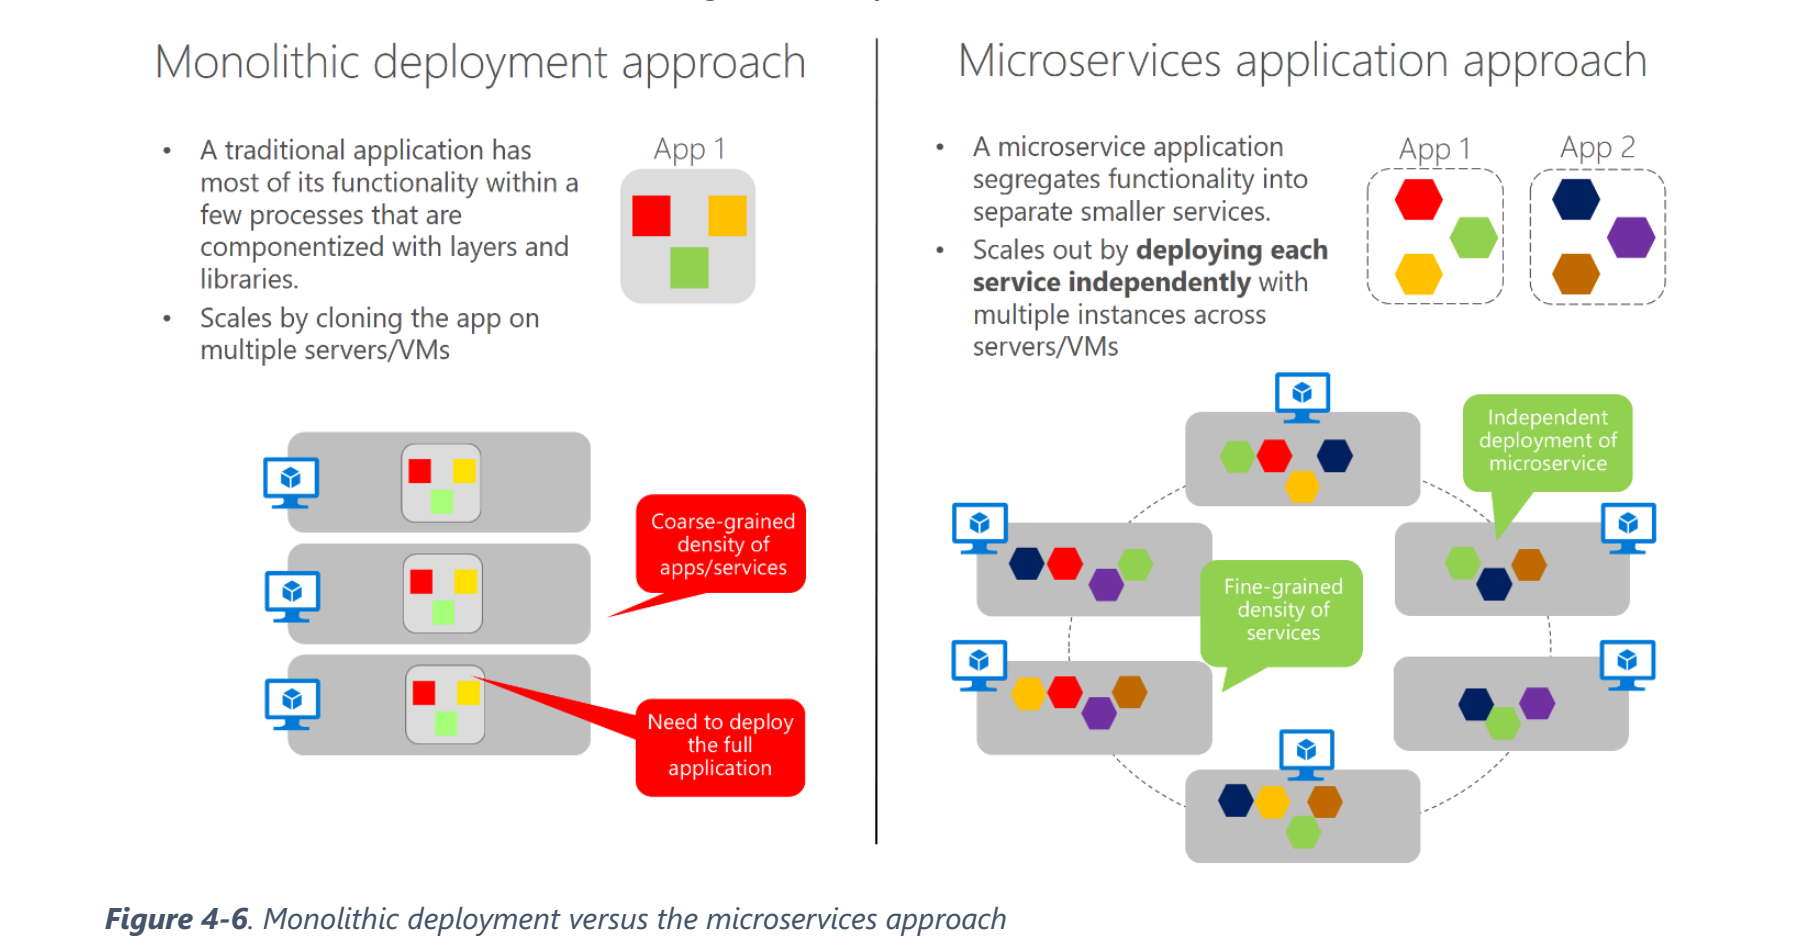 Monolithic deployment approach
• A traditional application has
most of its functionality within a
few processes that are
componentized with layers and
libraries.
• Scales by cloning the app on
multiple servers/VMs
App 1
Coarse-grained
density of
apps/services
Need to deploy
the full
application
Microservices application approach
• A microservice application
segregates functionality into
separate smaller services.
• Scales out by deploying each
service independently with
multiple instances across
servers/VMs
App 1
App 2
Independent
deployment of
microservice
Fine-grained
density of
services
Figure 4-6. Monolithic deployment versus the microservices approach